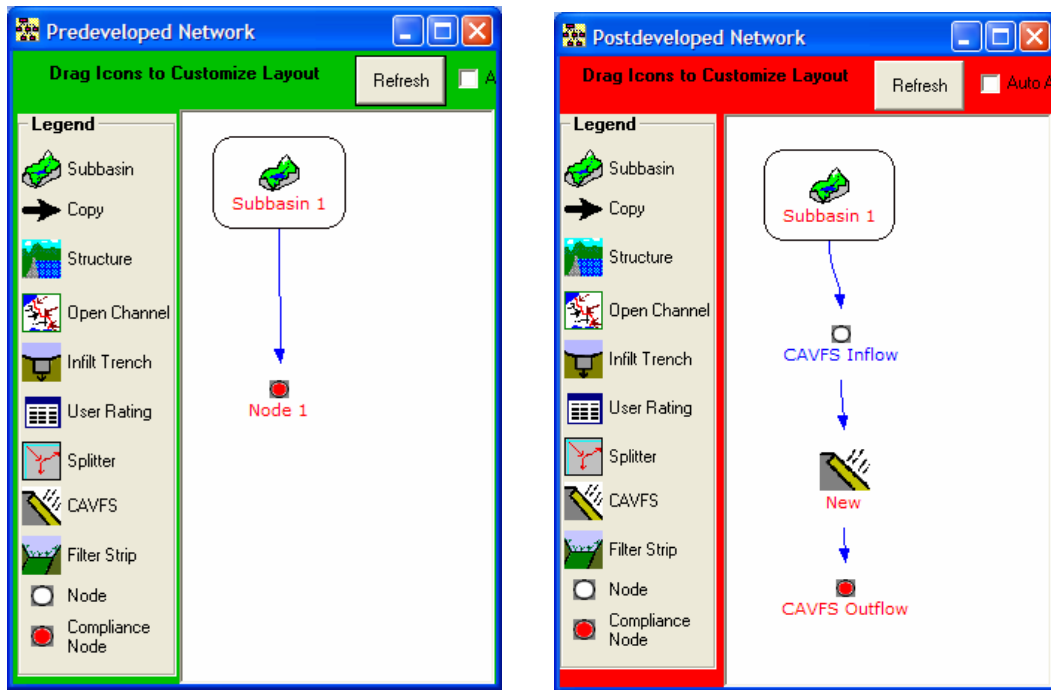 Predeveloped Network
Drag Icons to Customize Layout
Refresh
A
Legend
Subbasin
Copy
Structure
Open Channel
Infilt Trench
User Rating
Splitter
CAVFS
Filter Strip
Node
Compliance
Node
Subbasin 1
Node 1
Postdeveloped Network
Drag Icons to Customize Layout
Refresh
Auto A
Legend
Subbasin
Copy
Structure
Open Channel
Infilt Trench
User Rating
Splitter
CAVFS
Filter Strip
Node
Compliance
Node
Subbasin 1
CAVFS Inflow
New
CAVFS Outflow